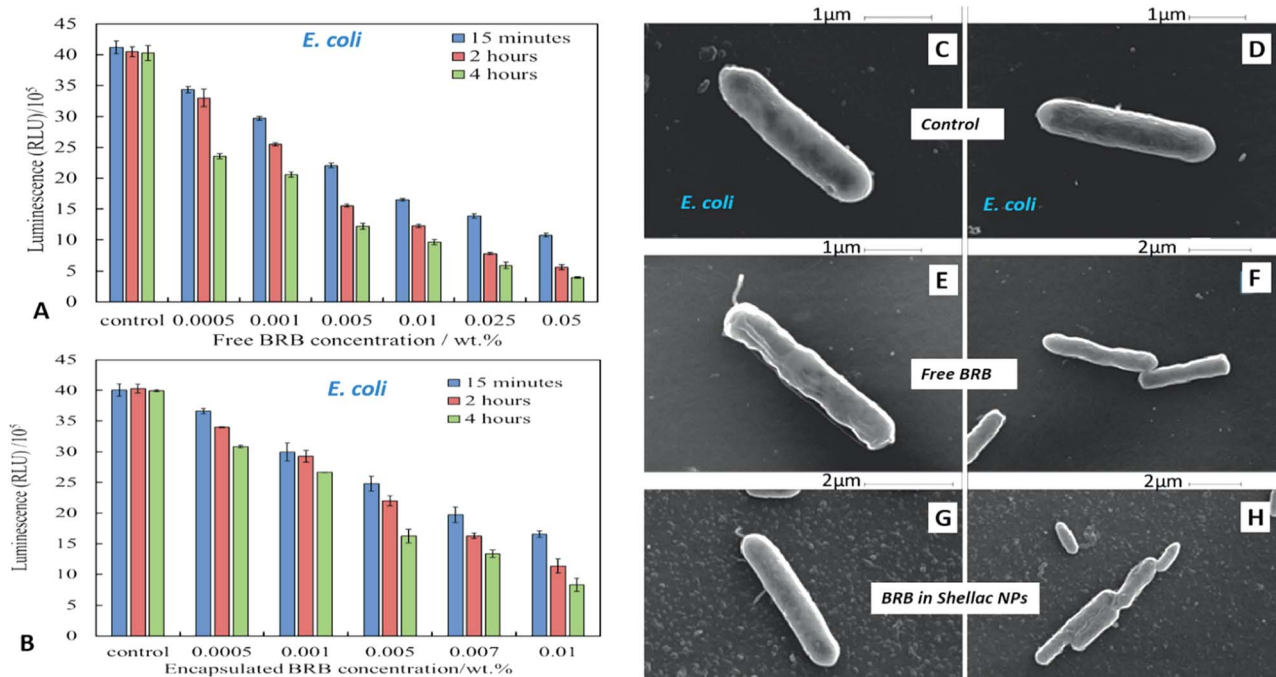 E. coli
15 minutes
2 hours
4 hours
Luminescence (RLU)/10⁵
45
40
35
30
25
20
15
10
5
0
control 0.0005 0.001 0.005 0.01 0.025 0.05
Free BRB concentration / wt.%
A
E. coli
15 minutes
2 hours
4 hours
Luminescence (RLU) /10⁵
45
40
35
30
25
20
15
10
5
0
control 0.0005 0.001 0.005 0.007 0.01
Encapsulated BRB concentration/wt.%
B
1µm 1µm
C D
Control
E. coli E. coli
1µm 2µm
E F
Free BRB
2µm 2µm
G H
BRB in Shellac NPs